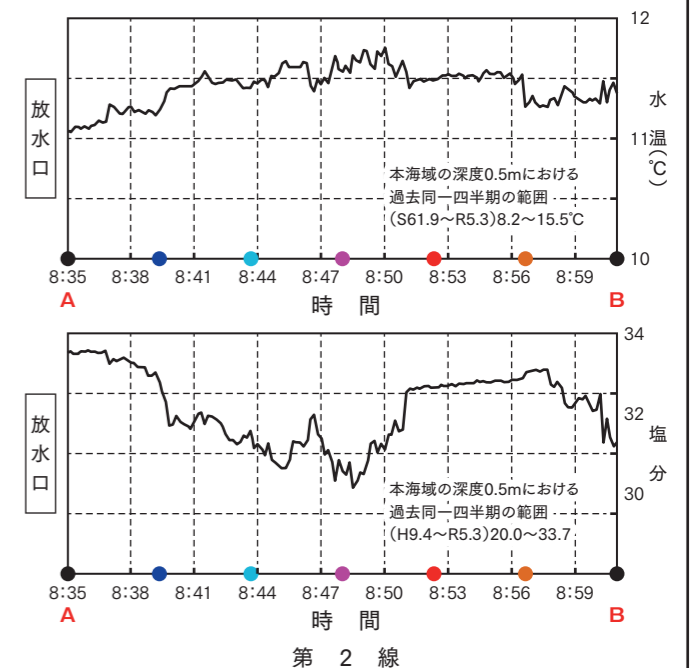 12
11
10
水温(℃)
放水口
本海域の深度0.5mにおける
過去同一四半期の範囲
(S61.9〜R5.3)8.2〜15.5℃
8:35 8:38 8:41 8:44 8:47 8:50 8:53 8:56 8:59
A B
時 間
34
32
30
塩分
放水口
本海域の深度0.5mにおける
過去同一四半期の範囲
(H9.4〜R5.3)20.0〜33.7
8:35 8:38 8:41 8:44 8:47 8:50 8:53 8:56 8:59
A B
時 間
第 2 線